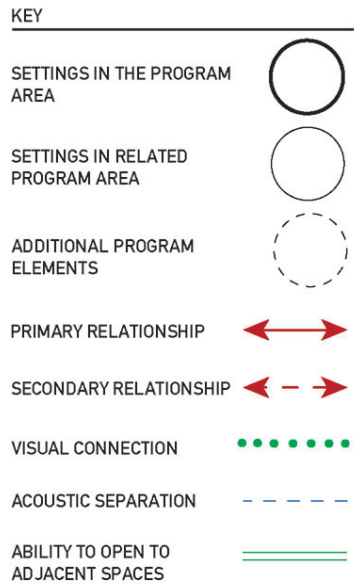 KEY
SETTINGS IN THE PROGRAM
AREA
SETTINGS IN RELATED
PROGRAM AREA
ADDITIONAL PROGRAM
ELEMENTS
PRIMARY RELATIONSHIP
SECONDARY RELATIONSHIP
VISUAL CONNECTION
ACOUSTIC SEPARATION
ABILITY TO OPEN TO
ADJACENT SPACES